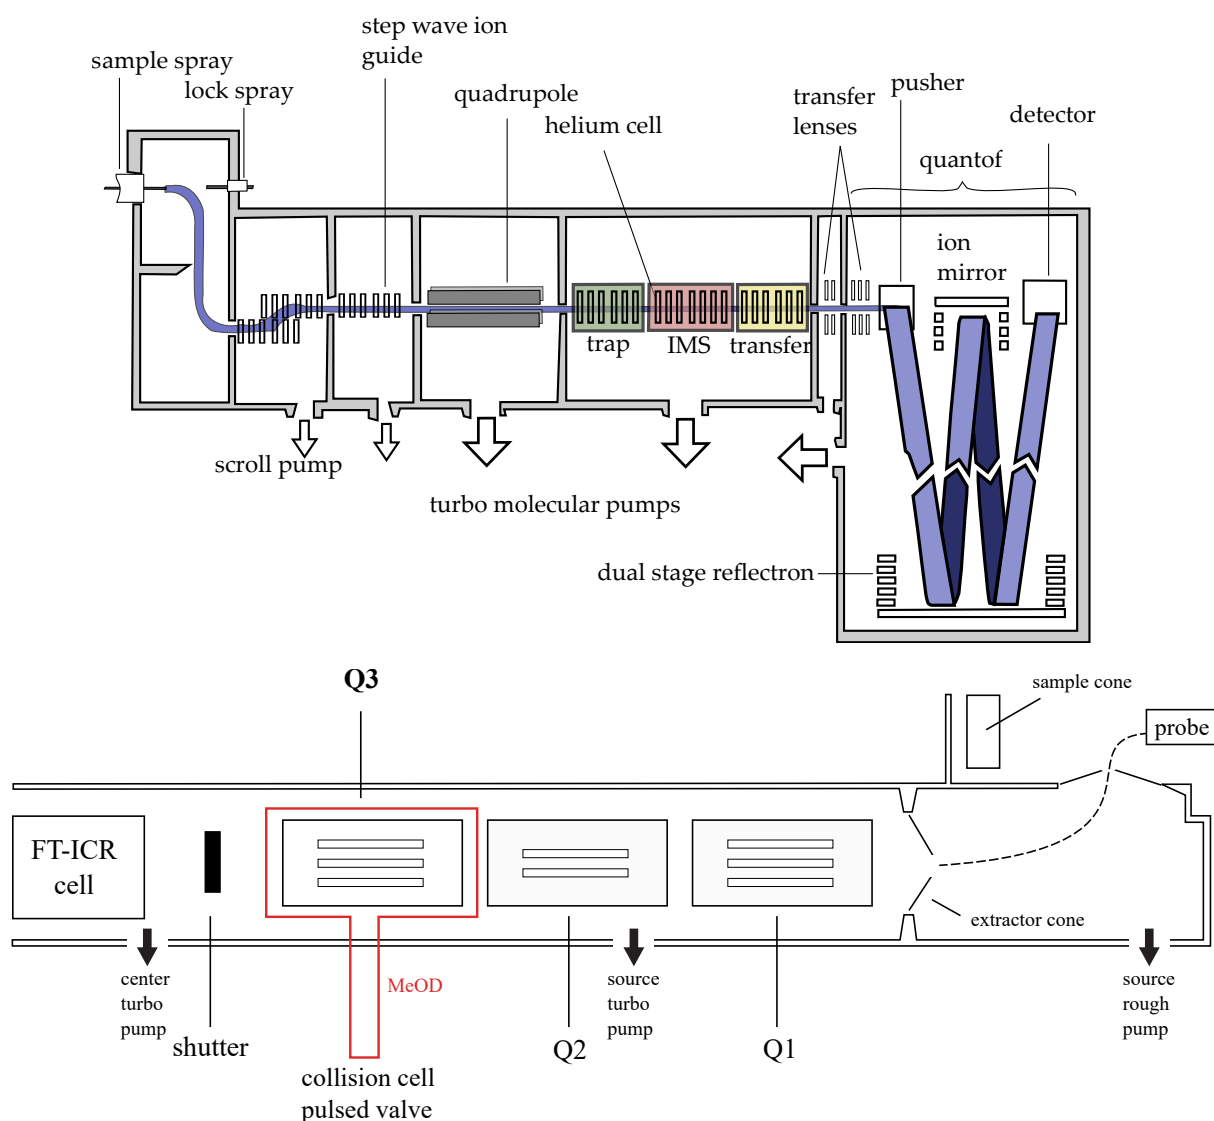 step wave ion
guide
sample spray
lock spray
quadrupole
helium cell
transfer
lenses
pusher
detector
quantof
ion
mirror
trap
IMS
transfer
scroll pump
turbo molecular pumps
dual stage reflectron
Q3
sample cone
probe
FT-ICR
cell
extractor cone
center
turbo
pump
MeOD
source
turbo
pump
source
rough
pump
shutter
Q2
Q1
collision cell
pulsed valve